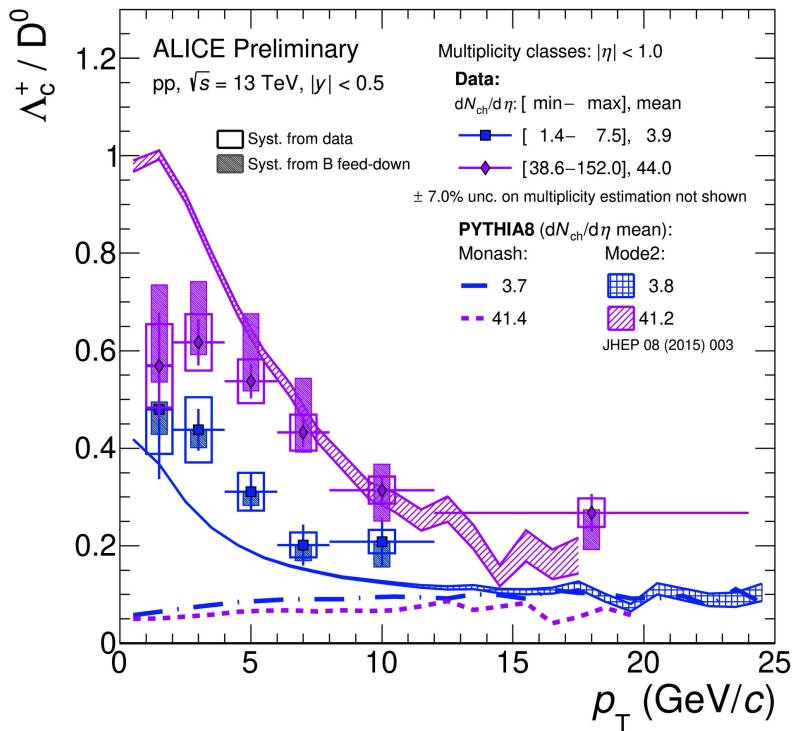 Λc+ / D0
1.2
1
0.8
0.6
0.4
0.2
0
ALICE Preliminary
pp, √s = 13 TeV, |y| < 0.5
Syst. from data
Syst. from B feed-down
Multiplicity classes: |η| < 1.0
Data:
dNch/dη: [ min− max], mean
[ 1.4− 7.5], 3.9
[38.6−152.0], 44.0
± 7.0% unc. on multiplicity estimation not shown
PYTHIA8 (dNch/dη mean):
Monash: Mode2:
3.7 3.8
41.4 41.2
JHEP 08 (2015) 003
0 5 10 15 20 25
pT (GeV/c)